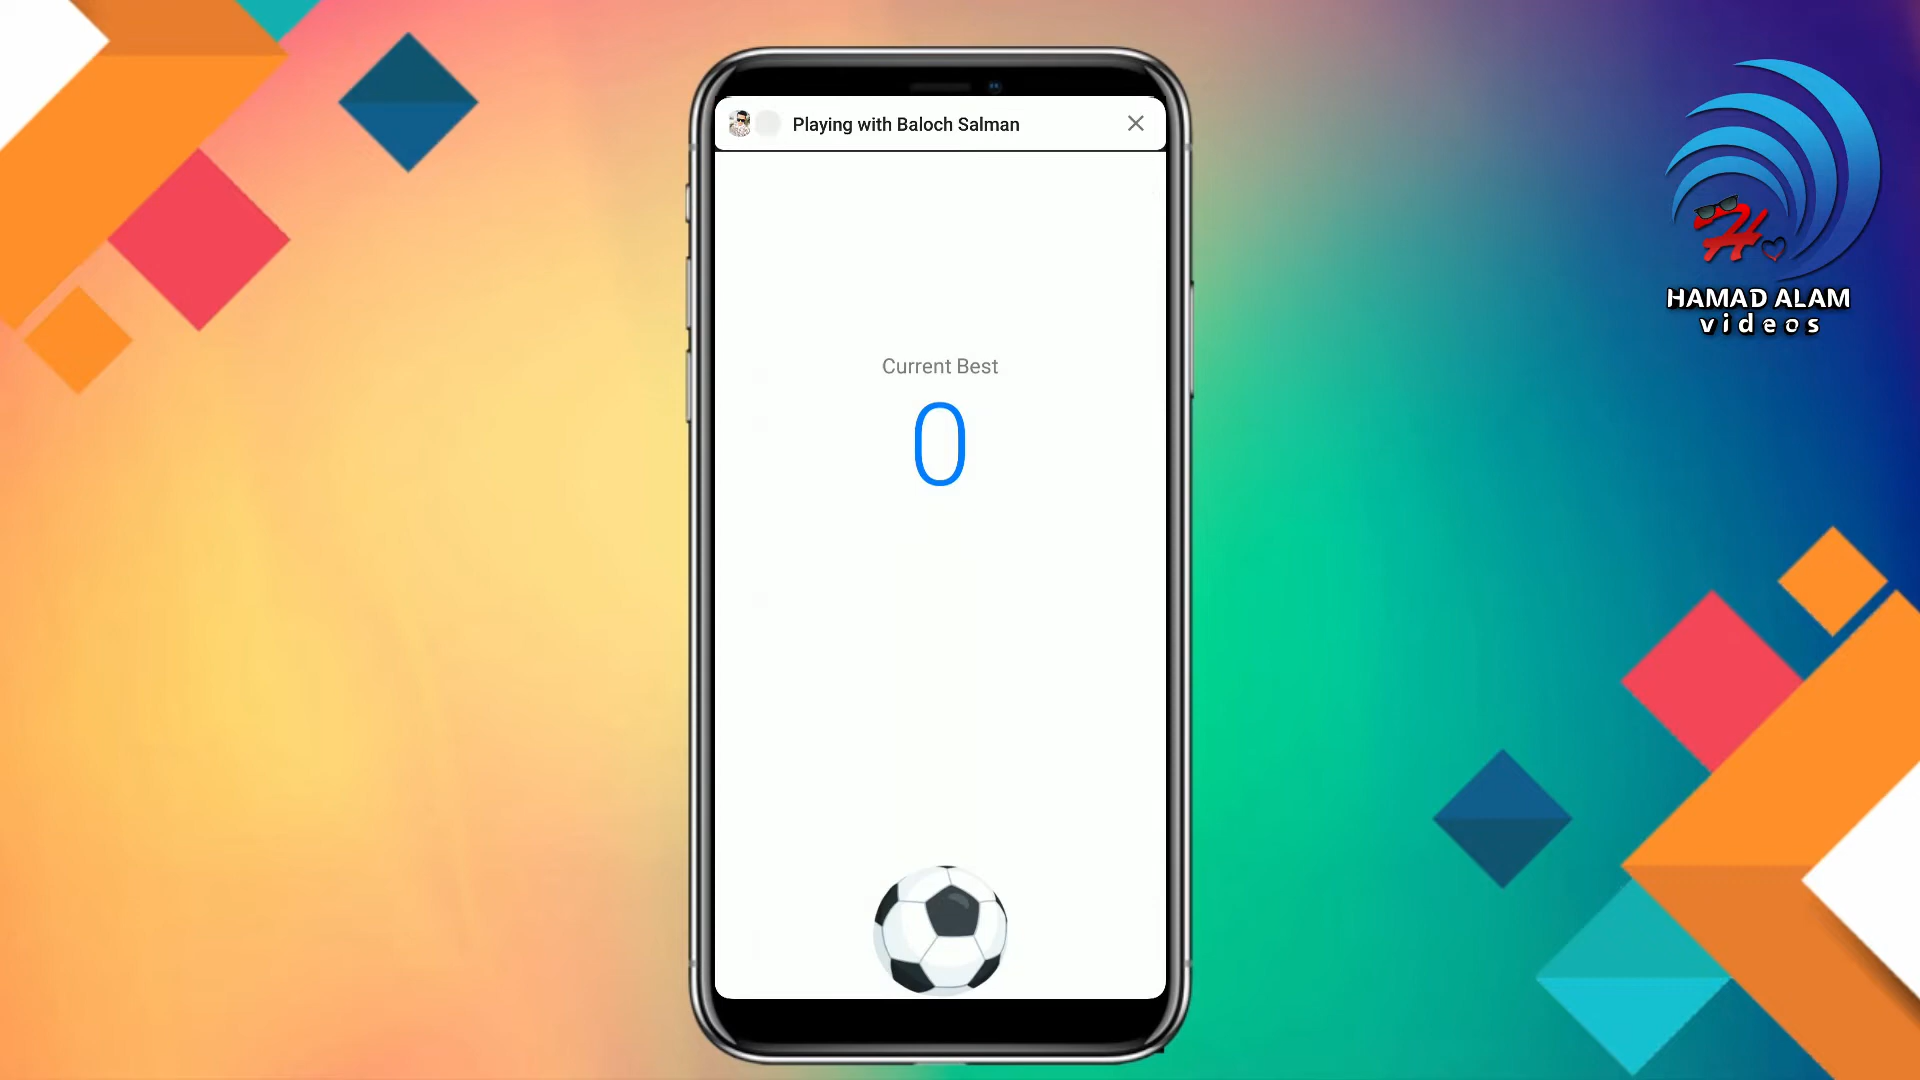 Playing with Baloch Salman
Current Best
0
H
HAMAD ALAM
videos